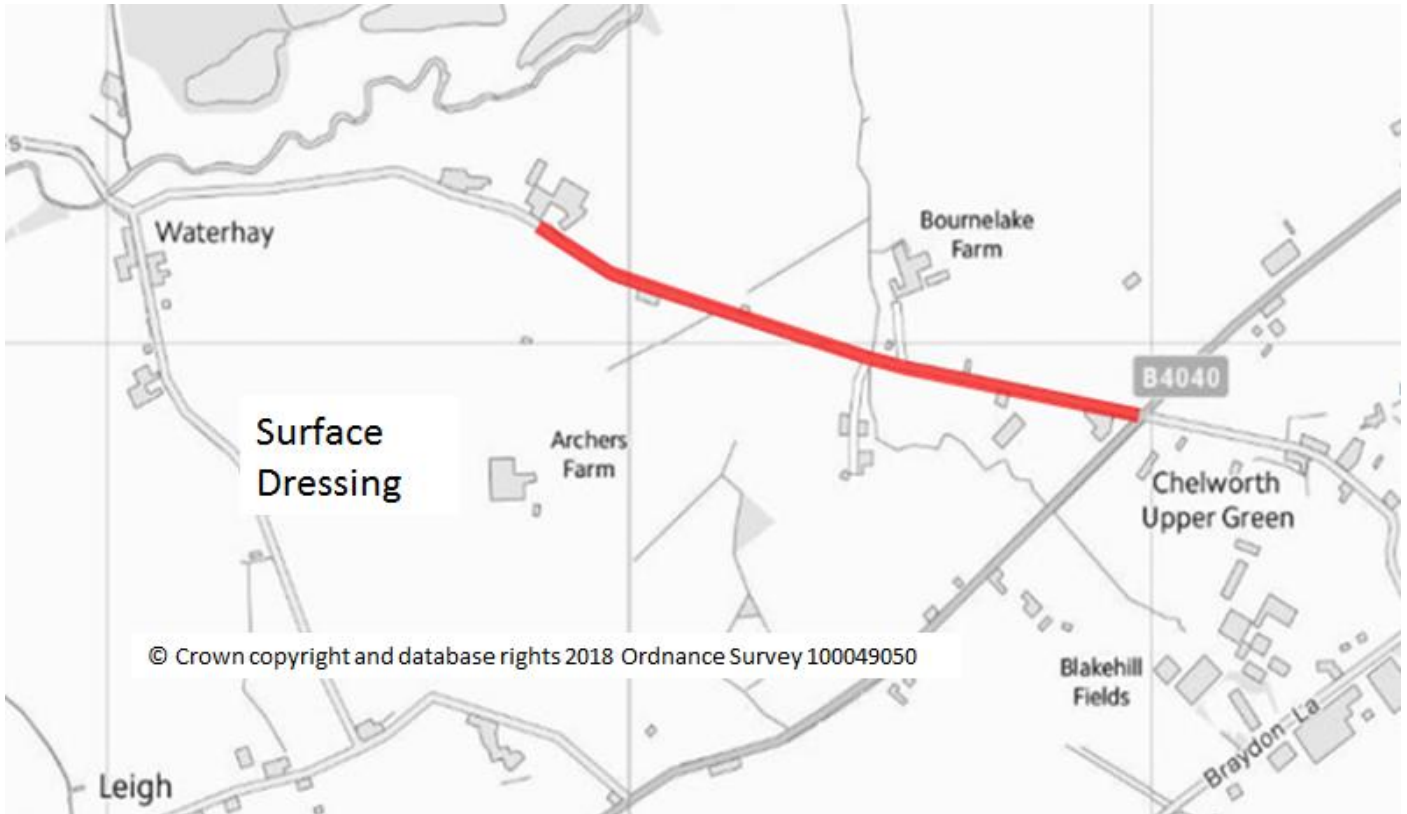 Waterhay
Bournelake
Farm
B4040
Surface
Dressing
Archers
Farm
Chelworth
Upper Green
© Crown copyright and database rights 2018 Ordnance Survey 100049050
Blakehill
Fields
Braydon La
Leigh